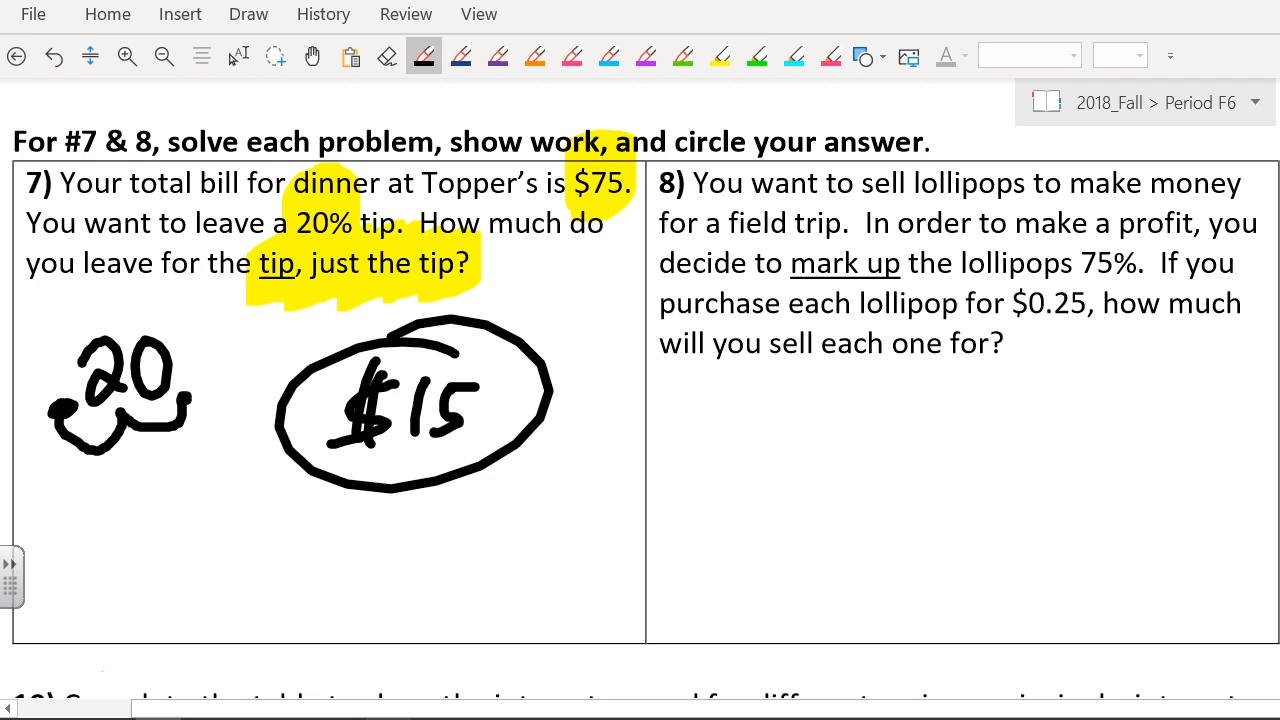 File Home Insert Draw History Review View
2018_Fall > Period F6
For #7 & 8, solve each problem, show work, and circle your answer.
7) Your total bill for dinner at Topper's is $75.
You want to leave a 20% tip. How much do
you leave for the tip, just the tip?
20
$15
8) You want to sell lollipops to make money
for a field trip. In order to make a profit, you
decide to mark up the lollipops 75%. If you
purchase each lollipop for $0.25, how much
will you sell each one for?